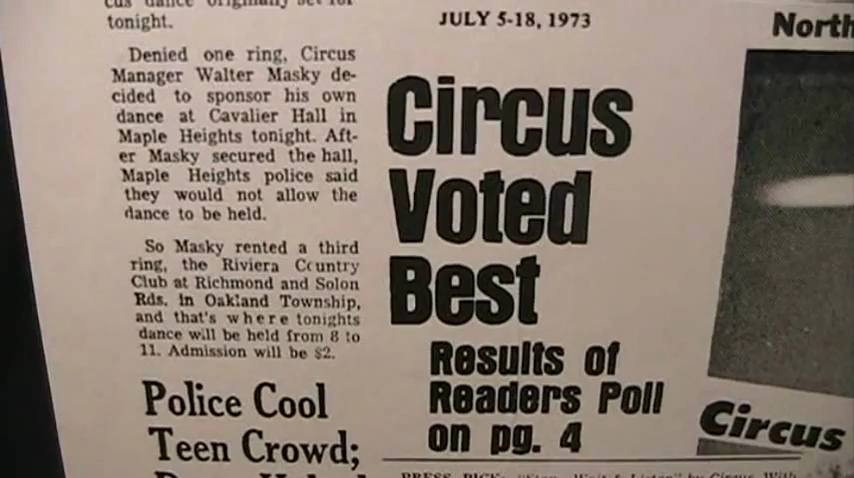 tonight.
Denied one ring, Circus
Manager Walter Masky de-
cided to sponsor his own
dance at Cavalier Hall in
Maple Heights tonight. Aft-
er Masky secured the hall,
Maple Heights police said
they would not allow the
dance to be held.
So Masky rented a third
ring, the Riviera Country
Club at Richmond and Solon
Rds. in Oakland Township,
and that's where tonights
dance will be held from 8 to
11. Admission will be $2.
Police Cool
Teen Crowd;
JULY 5-18, 1973
Circus
Voted
Best
Results of
Readers Poll
on pg. 4
North
Circus